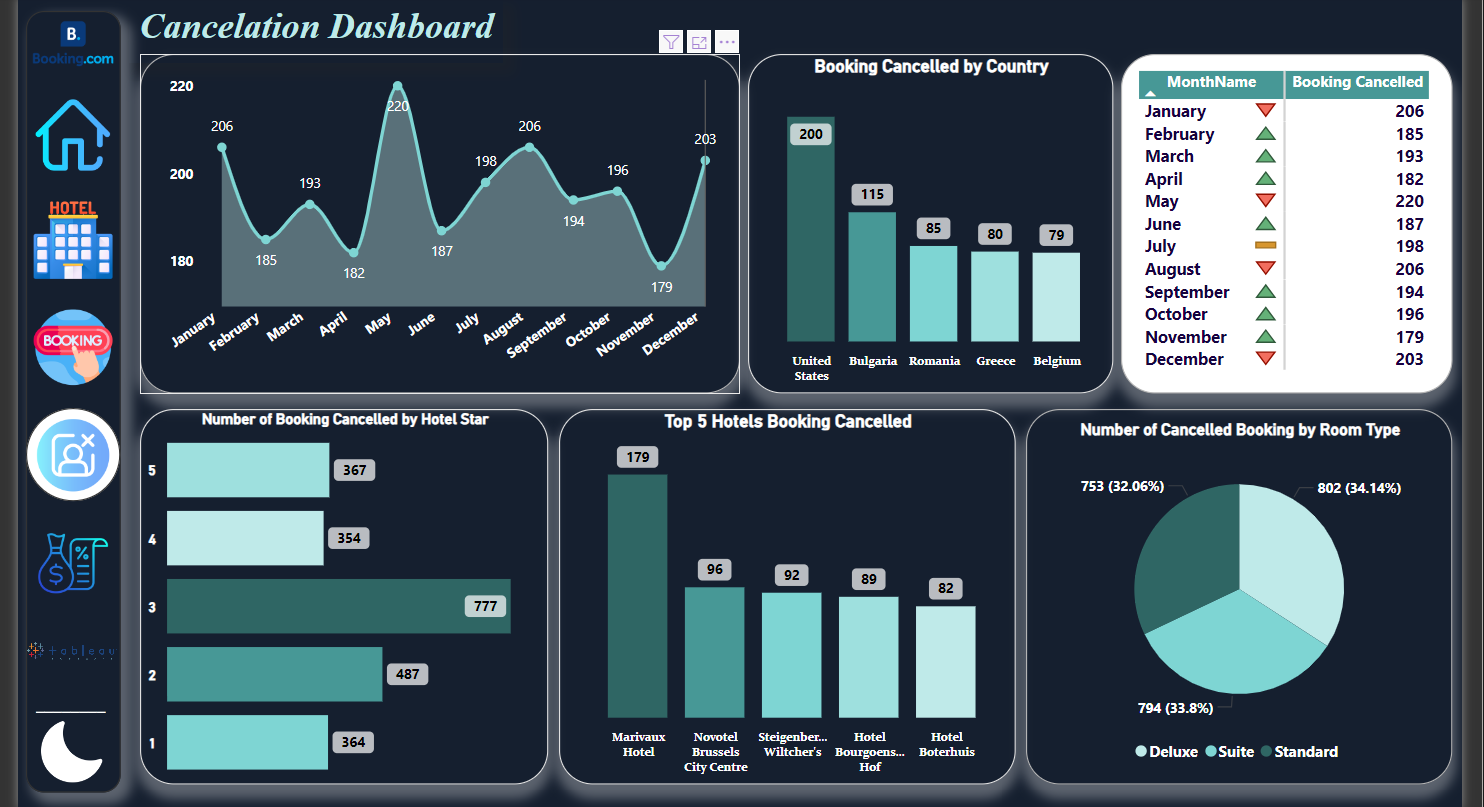 B.
Booking.com
HOTEL
BOOKING
$
%
tableau
Cancelation Dashboard
220
200
180
206
185
193
182
220
187
198
206
194
196
179
203
January
February
March
April
May
June
July
August
September
October
November
December
Booking Cancelled by Country
200
115
85
80
79
United
States
Bulgaria
Romania
Greece
Belgium
MonthName Booking Cancelled
January 206
February 185
March 193
April 182
May 220
June 187
July 198
August 206
September 194
October 196
November 179
December 203
Number of Booking Cancelled by Hotel Star
5 367
4 354
3 777
2 487
1 364
Top 5 Hotels Booking Cancelled
179
96
92
89
82
Marivaux
Hotel
Novotel
Brussels
City Centre
Steigenber...
Wiltcher's
Hotel
Bourgoens...
Hof
Hotel
Boterhuis
Number of Cancelled Booking by Room Type
753 (32.06%)
802 (34.14%)
794 (33.8%)
Deluxe Suite Standard